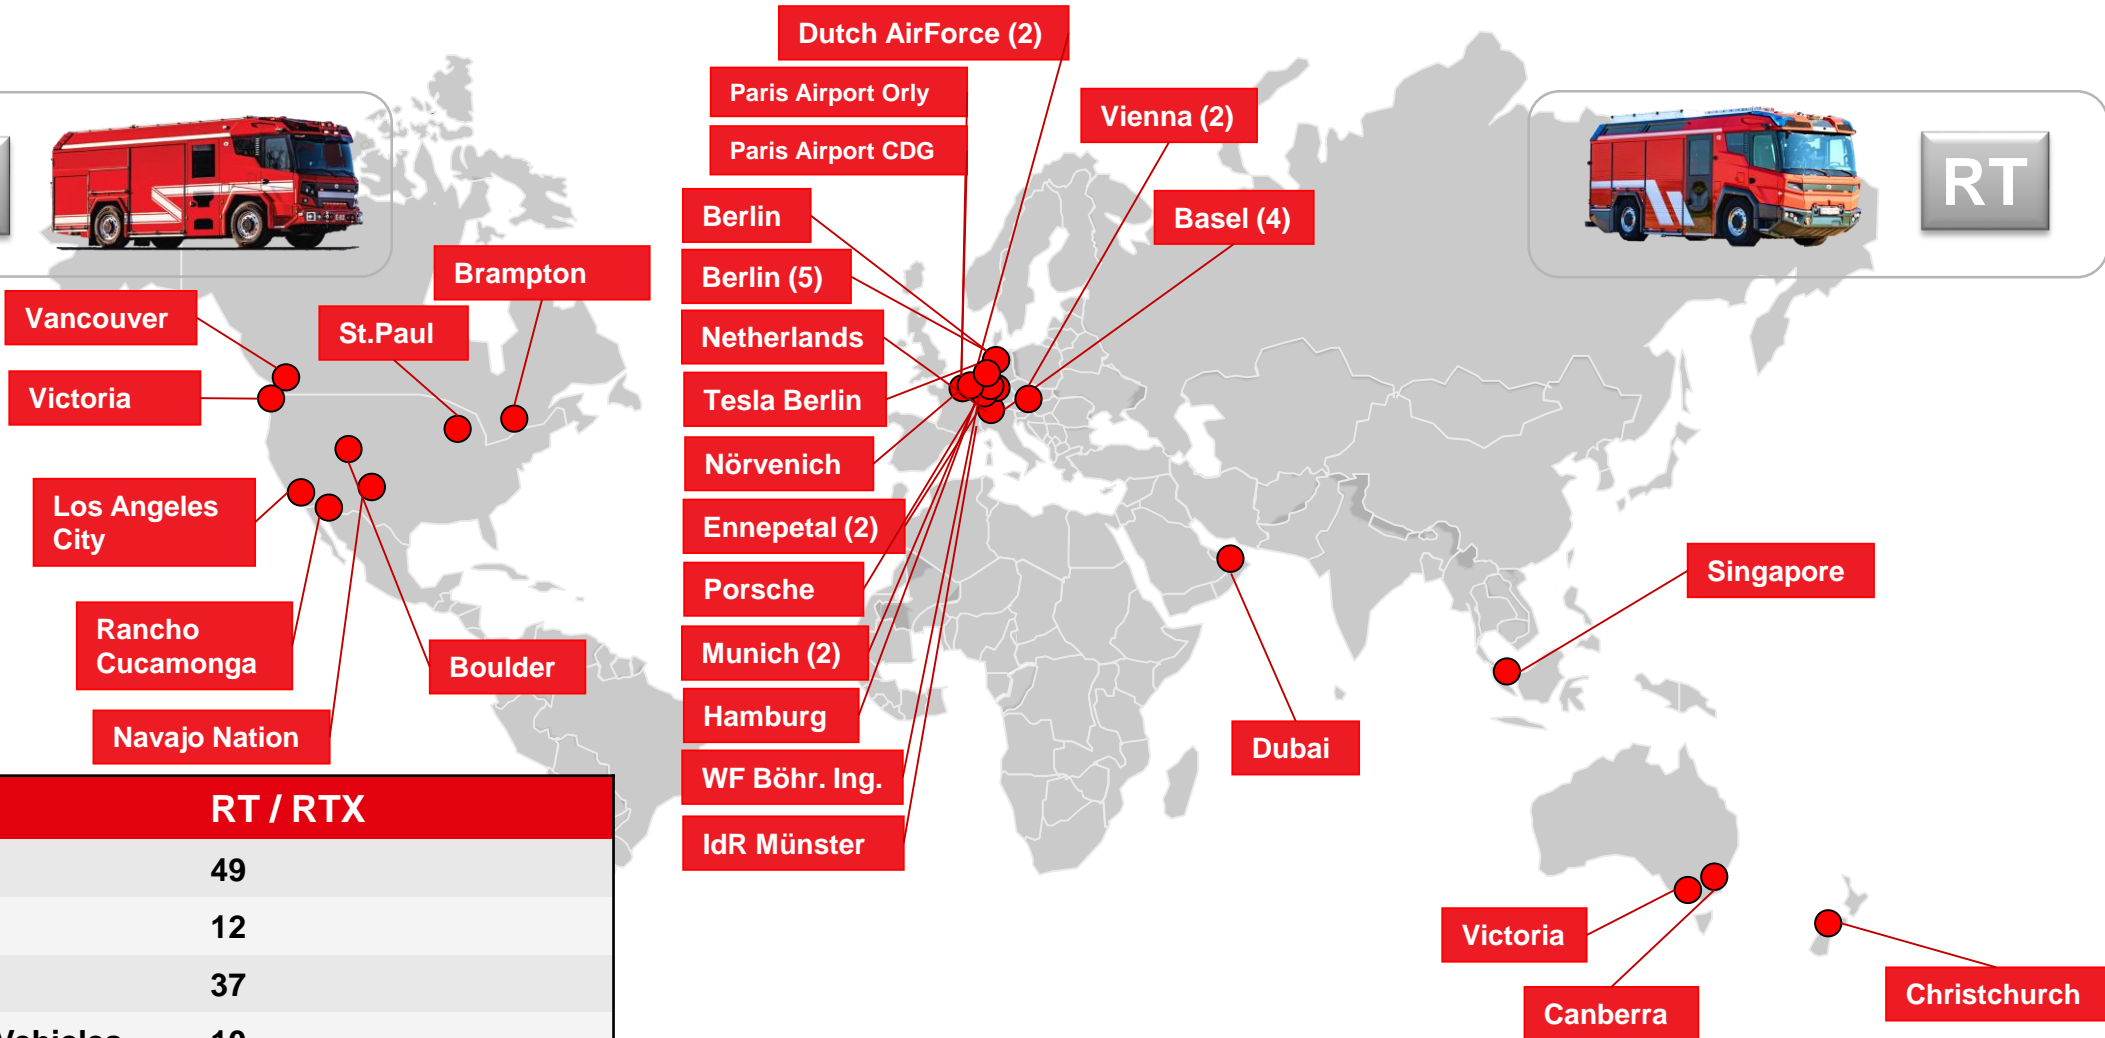 Dutch AirForce (2)
Paris Airport Orly
Paris Airport CDG
Vienna (2)
Berlin
Basel (4)
RT
Berlin (5)
Brampton
Vancouver
St.Paul
Netherlands
Victoria
Tesla Berlin
Nörvenich
Los Angeles
City
Ennepetal (2)
Porsche
Singapore
Rancho
Cucamonga
Munich (2)
Boulder
Hamburg
Navajo Nation
Dubai
WF Böhr. Ing.
IdR Münster
RT / RTX
49
12
37
Victoria
Canberra
Christchurch